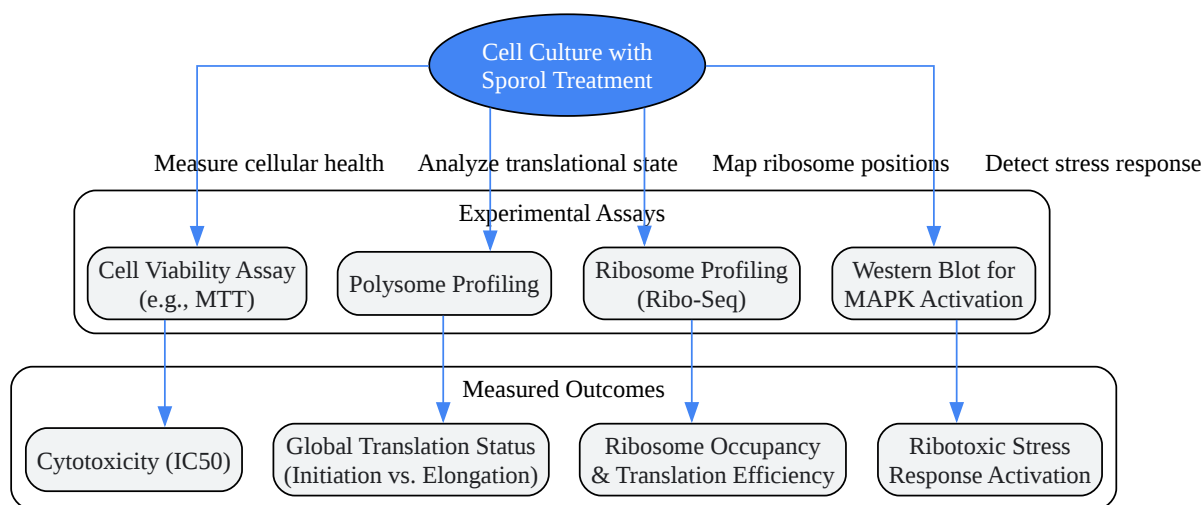 Cell Culture with
Sporol Treatment
Measure cellular health
Analyze translational state
Map ribosome positions
Detect stress response
Experimental Assays
Cell Viability Assay
(e.g., MTT)
Polysome Profiling
Ribosome Profiling
(Ribo-Seq)
Western Blot for
MAPK Activation
Measured Outcomes
Cytotoxicity (IC50)
Global Translation Status
(Initiation vs. Elongation)
Ribosome Occupancy
& Translation Efficiency
Ribotoxic Stress
Response Activation